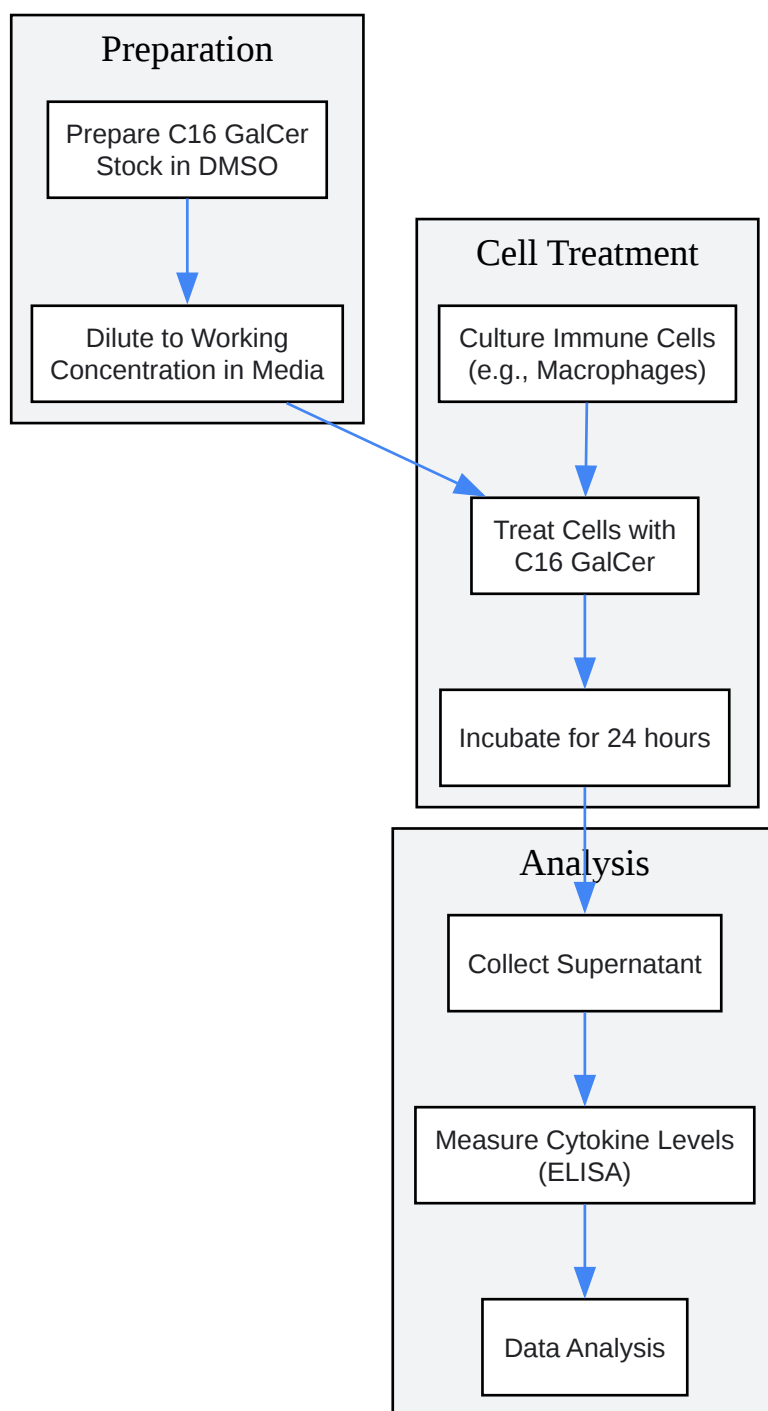 Preparation
Prepare C16 GalCer
Stock in DMSO
Dilute to Working
Concentration in Media
Cell Treatment
Culture Immune Cells
(e.g., Macrophages)
Treat Cells with
C16 GalCer
Incubate for 24 hours
Analysis
Collect Supernatant
Measure Cytokine Levels
(ELISA)
Data Analysis